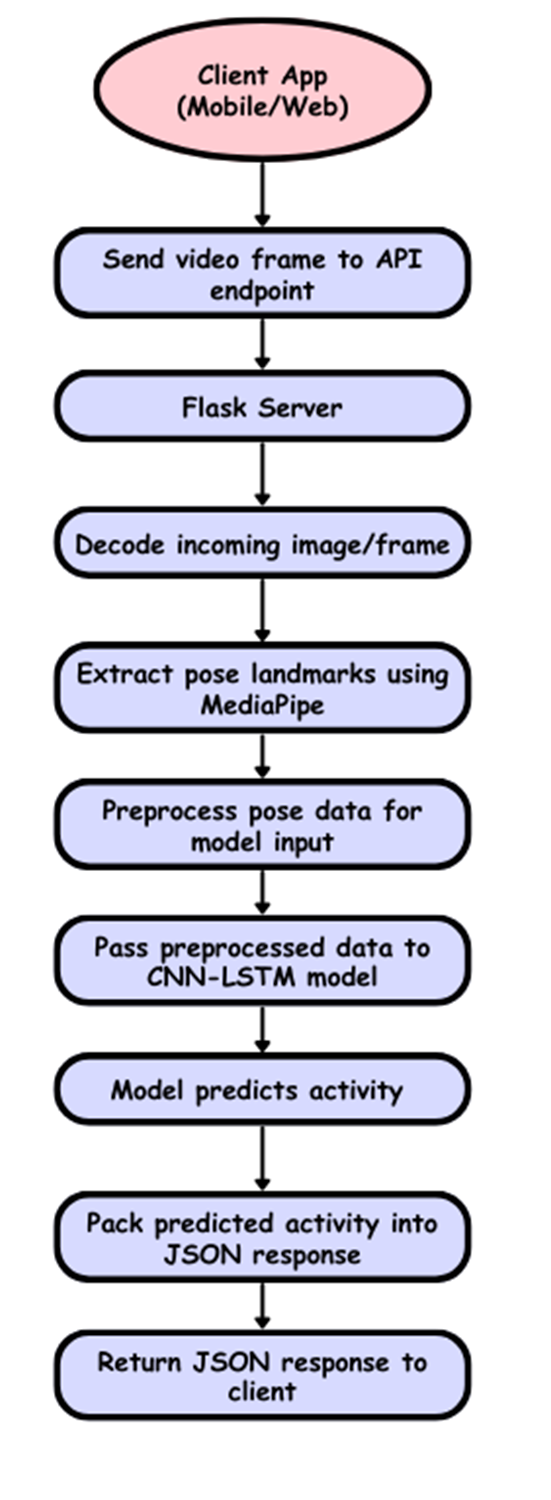 Client App
(Mobile/Web)
Send video frame to API
endpoint
Flask Server
Decode incoming image/frame
Extract pose landmarks using
MediaPipe
Preprocess pose data for
model input
Pass preprocessed data to
CNN-LSTM model
Model predicts activity
Pack predicted activity into
JSON response
Return JSON response to
client